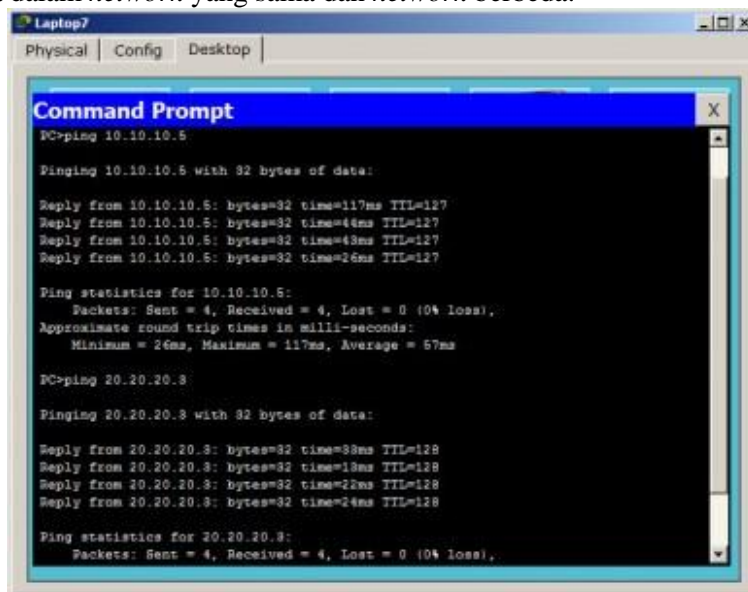 dalam network yang sama dan network berbeda.
Laptop7
Physical Config Desktop
Command Prompt X
PC>ping 10.10.10.5
Pinging 10.10.10.5 with 32 bytes of data:
Reply from 10.10.10.5: bytes=32 time=117ms TTL=127
Reply from 10.10.10.5: bytes=32 time=44ms TTL=127
Reply from 10.10.10.5: bytes=32 time=43ms TTL=127
Reply from 10.10.10.5: bytes=32 time=26ms TTL=127
Ping statistics for 10.10.10.5:
Packets: Sent = 4, Received = 4, Lost = 0 (0% loss),
Approximate round trip times in milli-seconds:
Minimum = 26ms, Maximum = 117ms, Average = 57ms
PC>ping 20.20.20.3
Pinging 20.20.20.3 with 32 bytes of data:
Reply from 20.20.20.3: bytes=32 time=33ms TTL=128
Reply from 20.20.20.3: bytes=32 time=13ms TTL=128
Reply from 20.20.20.3: bytes=32 time=22ms TTL=128
Reply from 20.20.20.3: bytes=32 time=24ms TTL=128
Ping statistics for 20.20.20.3:
Packets: Sent = 4, Received = 4, Lost = 0 (0% loss),